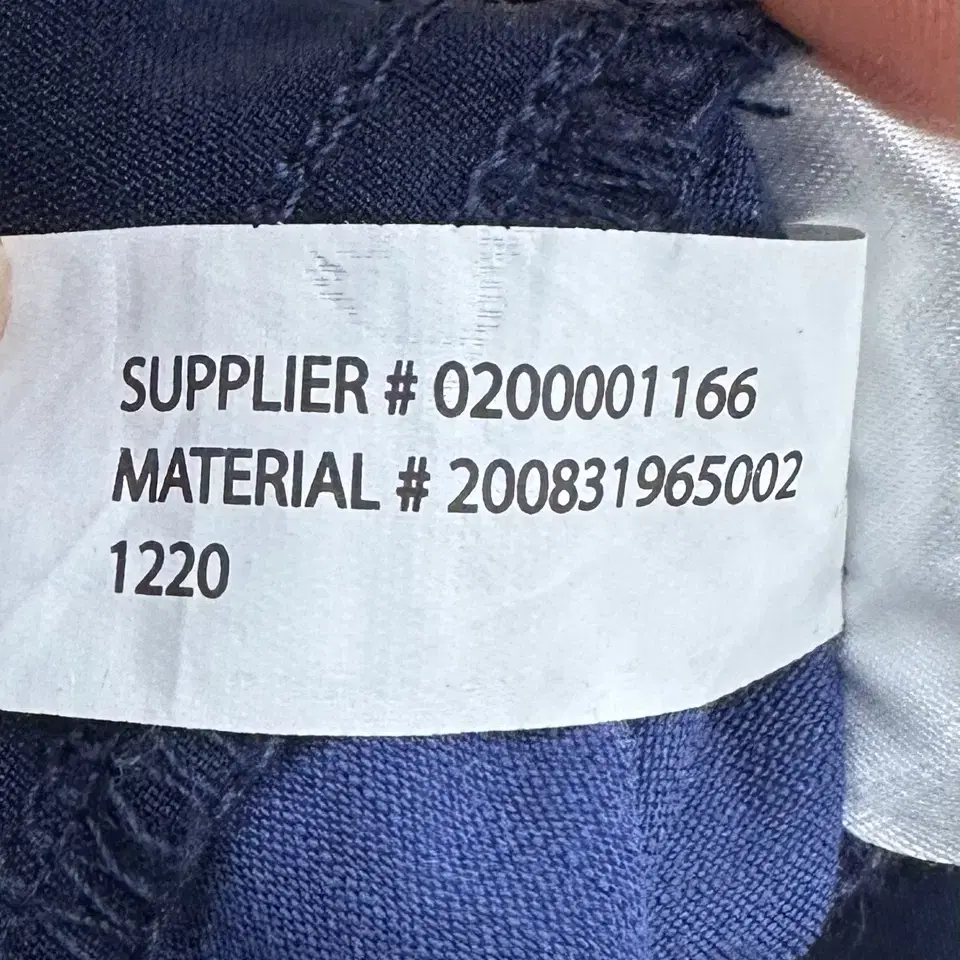 SUPPLIER # 0200001166
MATERIAL # 200831965002
1220